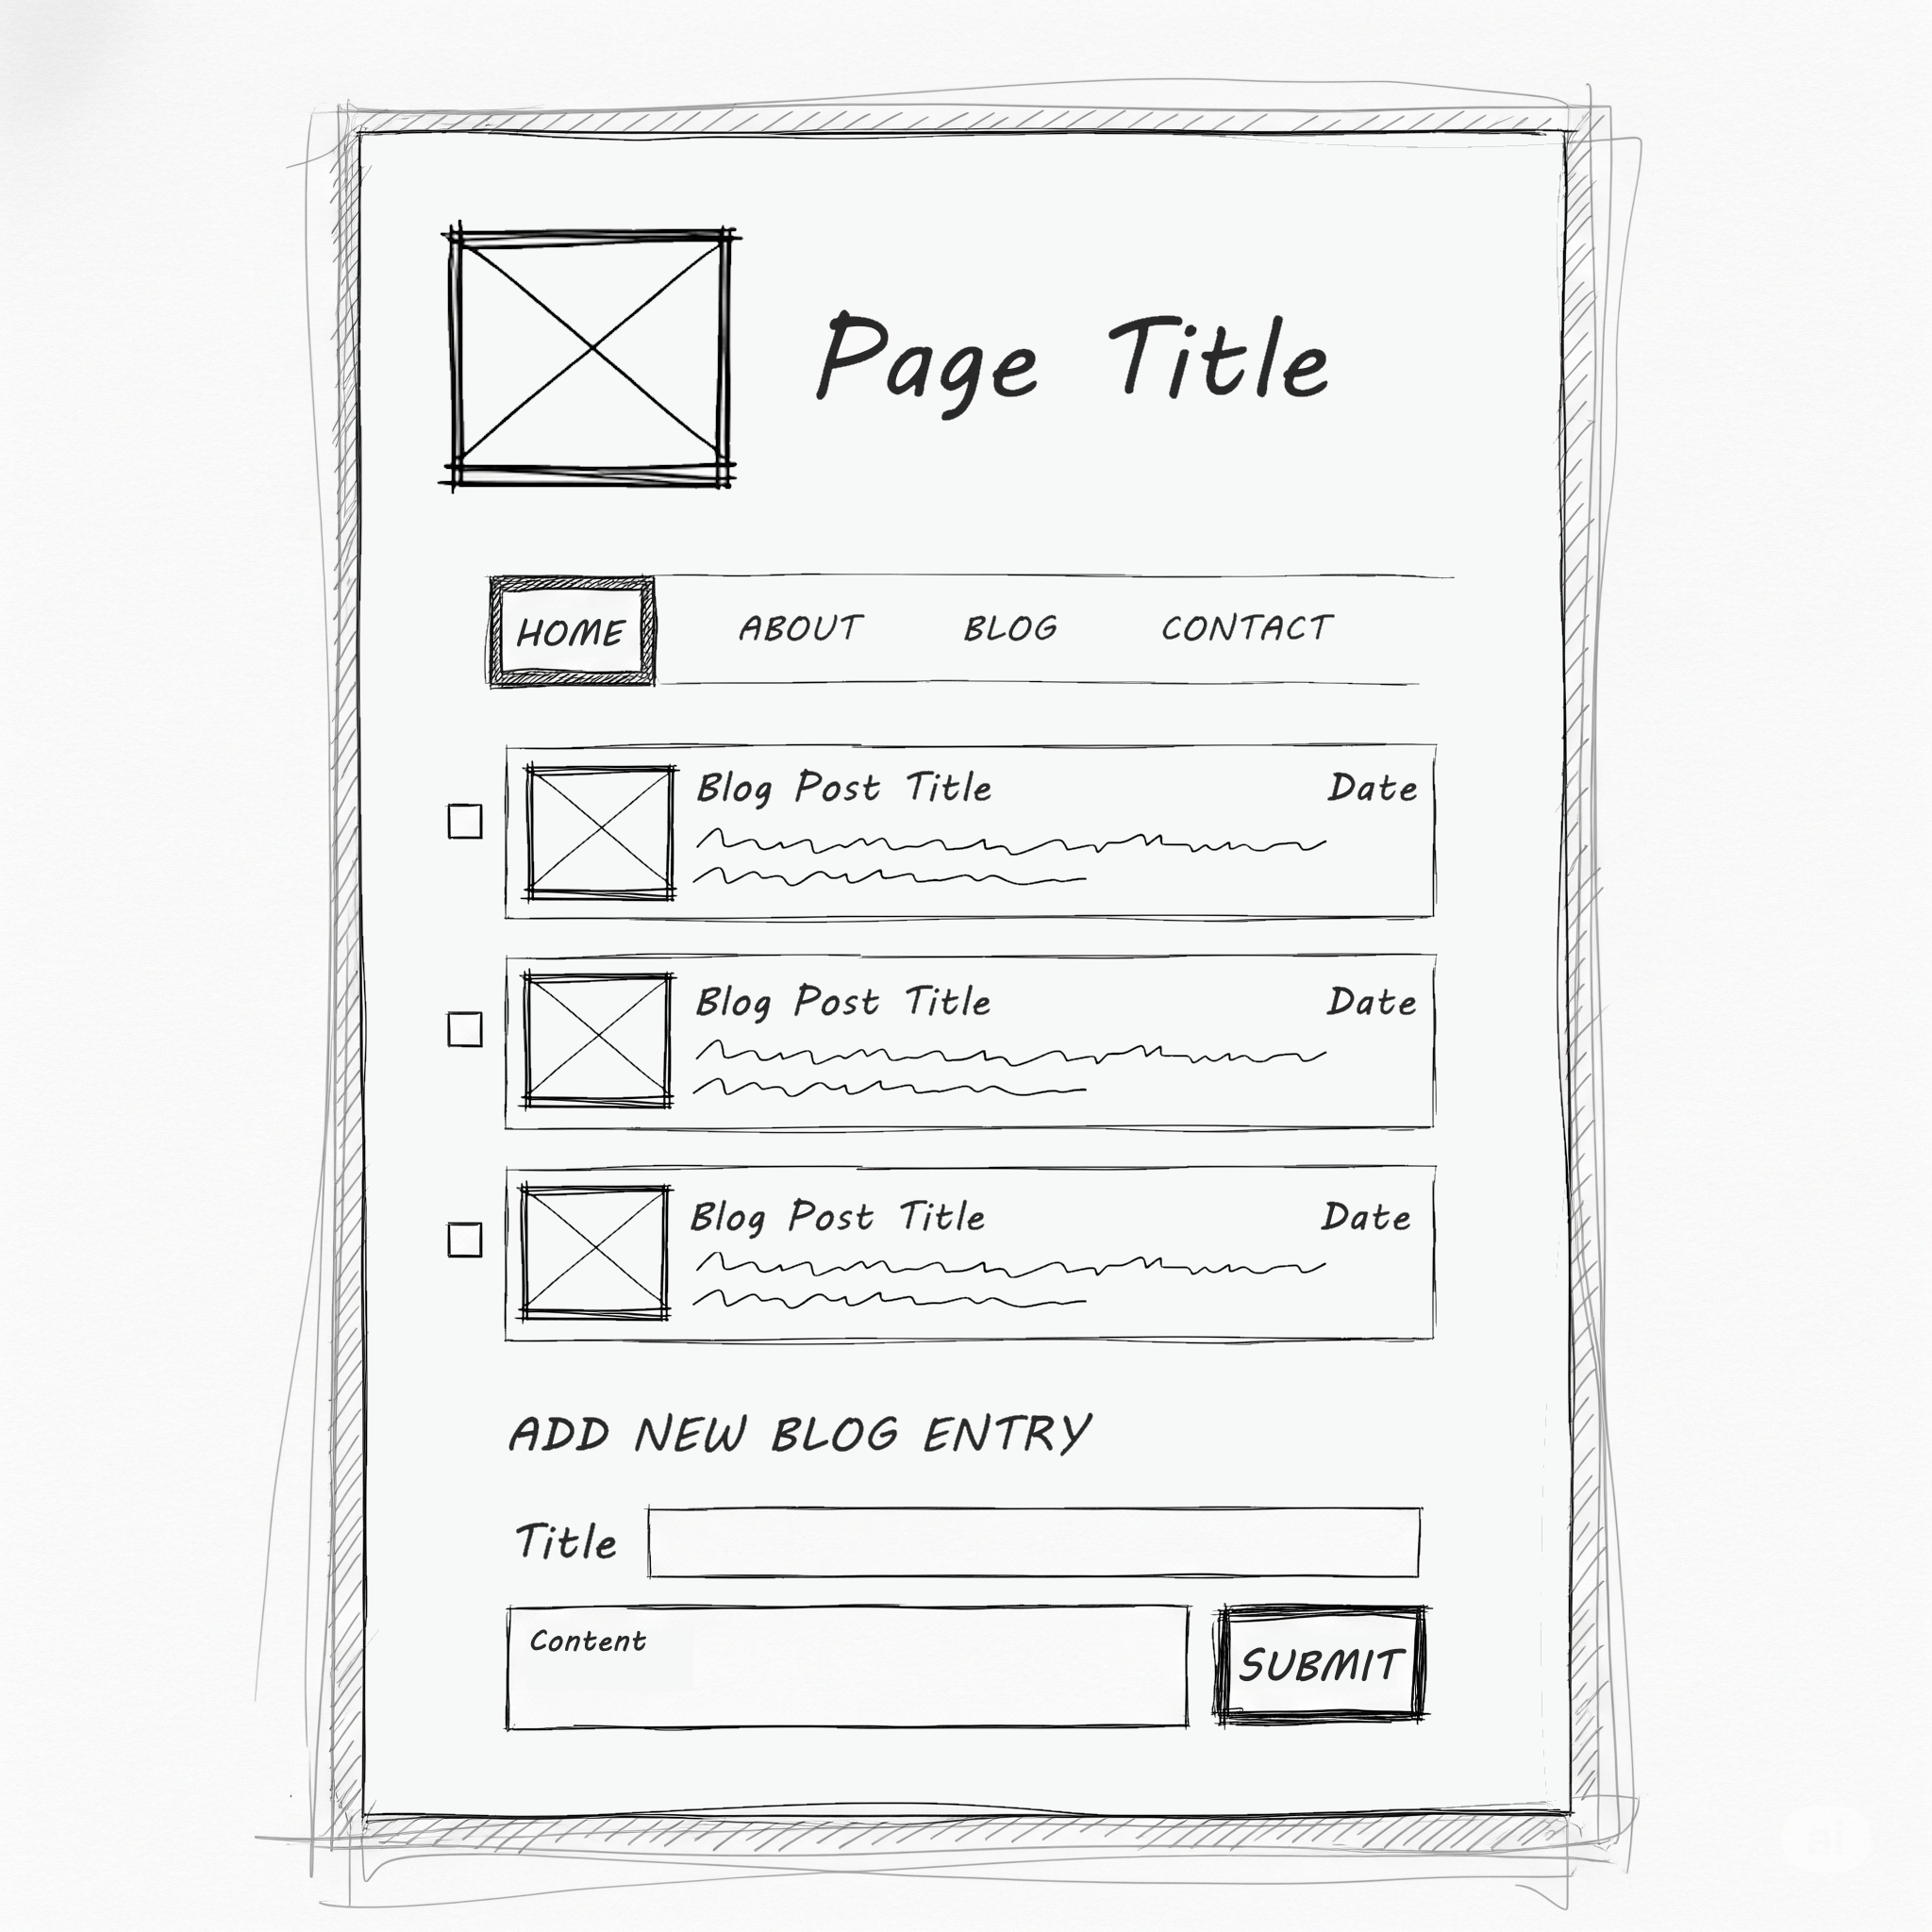 Page Title
HOME ABOUT BLOG CONTACT
Blog Post Title Date
Blog Post Title Date
Blog Post Title Date
ADD NEW BLOG ENTRY
Title
Content
SUBMIT
ai